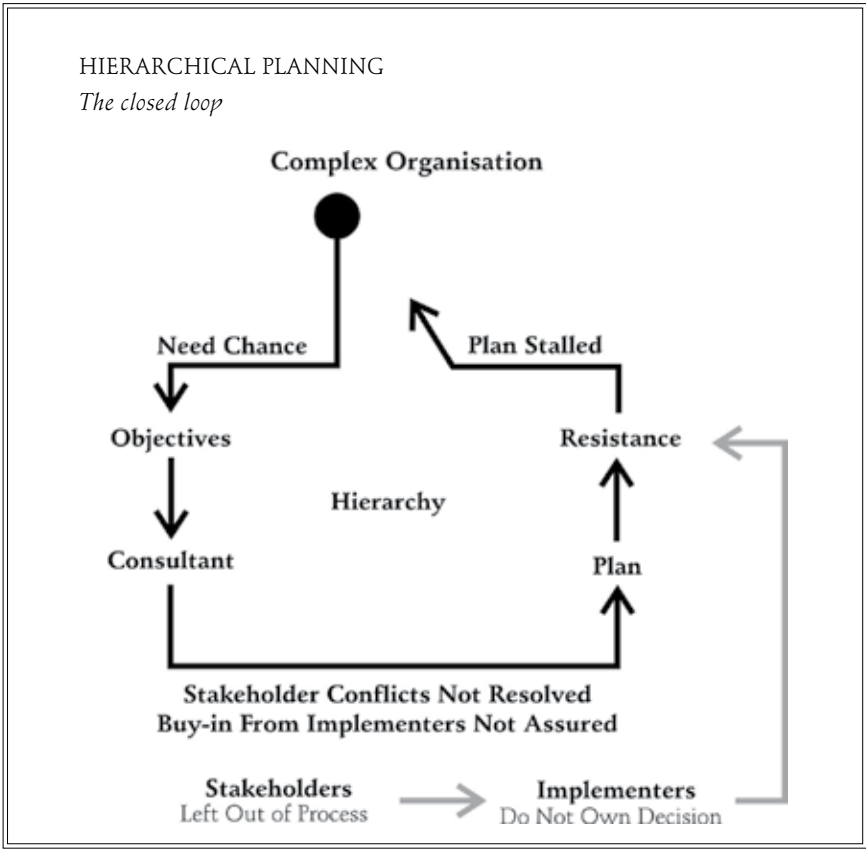 HIERARCHICAL PLANNING
The closed loop
Complex Organisation
Need Chance
Plan Stalled
Objectives
Resistance
Hierarchy
Consultant
Plan
Stakeholder Conflicts Not Resolved
Buy-in From Implementers Not Assured
Stakeholders
Left Out of Process
Implementers
Do Not Own Decision